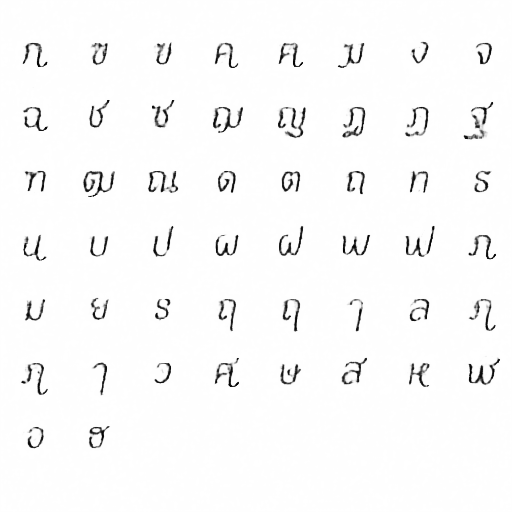 ก ข ฃ ค ฅ ฆ ง จ
ฉ ช ซ ฌ ญ ฎ ฏ ฐ
ฑ ฒ ณ ด ต ถ ท ธ
น บ ป ผ ฝ พ ฟ ภ
ม ย ร ฤ ฤ ๅ ล ฦ
ฦ ๅ ว ศ ษ ส ห ฬ
อ ฮ